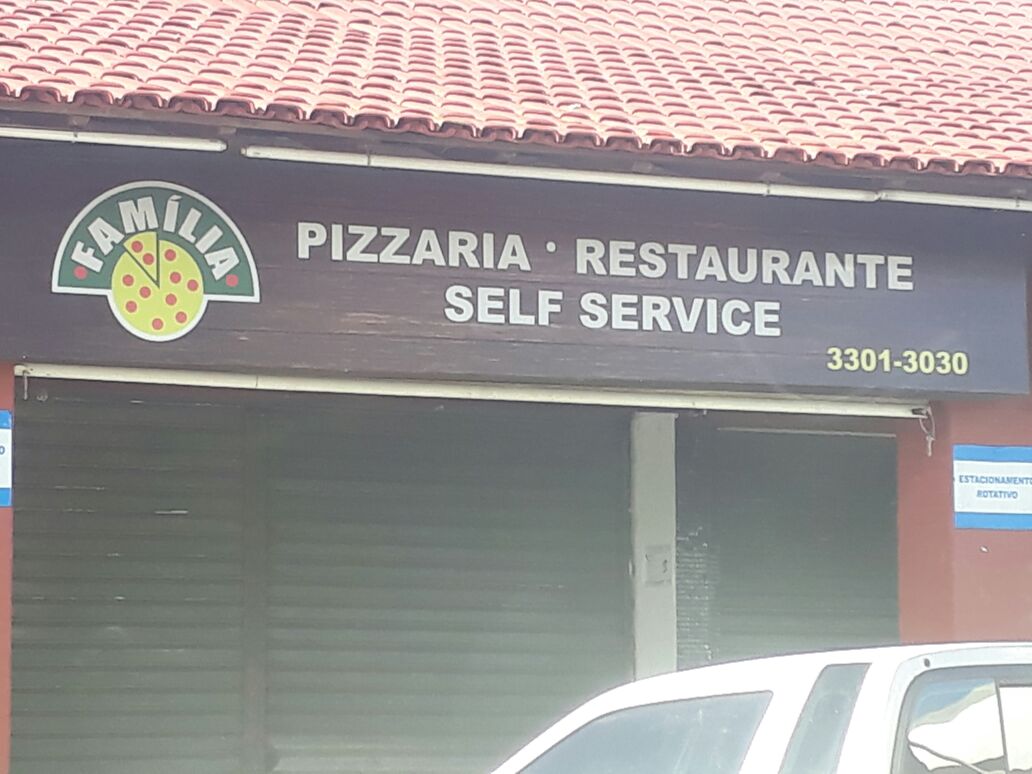 FAMÍLIA
PIZZARIA • RESTAURANTE
SELF SERVICE
3301-3030
ESTACIONAMENTO
ROTATIVO